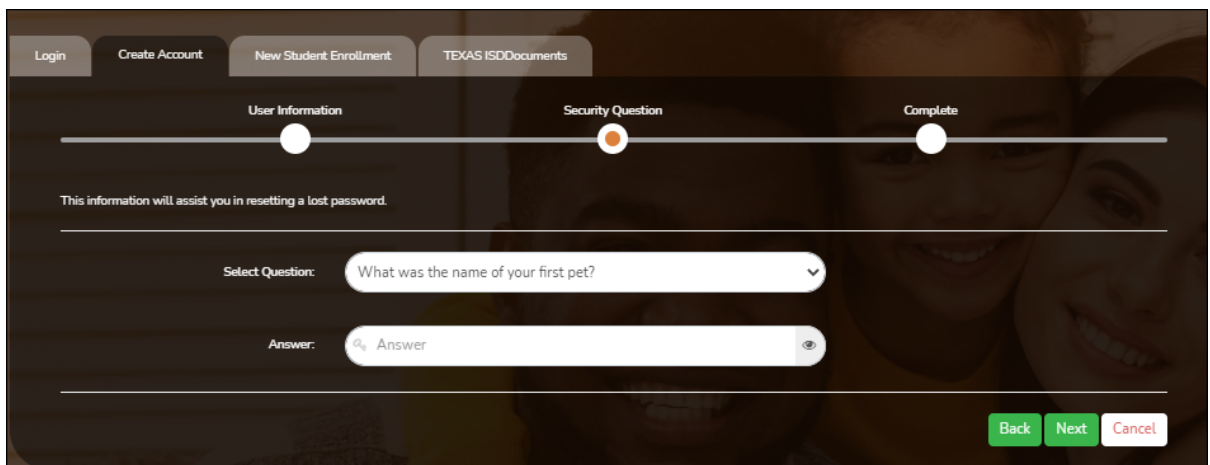 Login Create Account New Student Enrollment TEXAS ISDDocuments
User Information Security Question Complete
This information will assist you in resetting a lost password.
Select Question: What was the name of your first pet?
Answer: Answer
Back Next Cancel